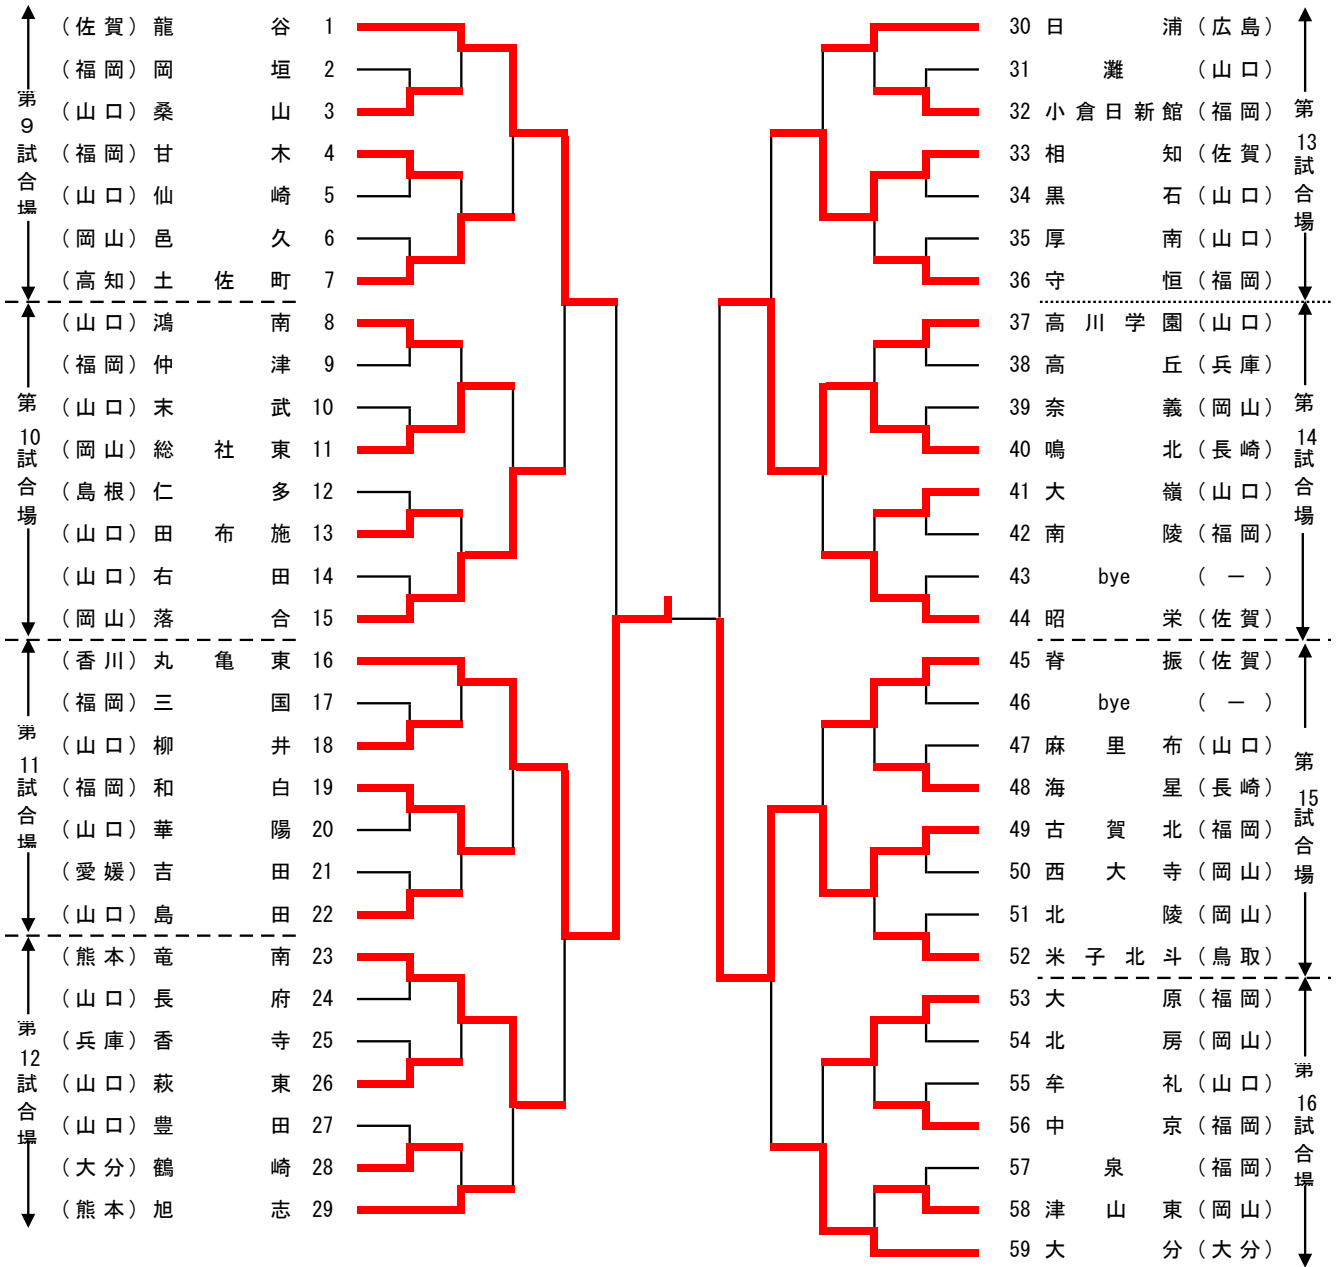 (佐賀) 龍谷 1
(福岡) 岡垣 2
(山口) 桑山 3
(福岡) 甘木 4
(山口) 仙崎 5
(岡山) 邑久 6
(高知) 土佐町 7
第9試合場
(山口) 鴻南 8
(福岡) 仲津 9
(山口) 末武 10
(岡山) 総社東 11
(島根) 仁多 12
(山口) 田布施 13
(山口) 右田 14
(岡山) 落合 15
第10試合場
(香川) 丸亀東 16
(福岡) 三国 17
(山口) 柳井 18
(福岡) 和白 19
(山口) 華陽 20
(愛媛) 吉田 21
(山口) 島田 22
第11試合場
(熊本) 竜南 23
(山口) 長府 24
(兵庫) 香寺 25
(山口) 萩東 26
(山口) 豊田 27
(大分) 鶴崎 28
(熊本) 旭志 29
第12試合場
30 日浦 (広島)
31 灘 (山口)
32 小倉日新館 (福岡)
33 相知 (佐賀)
34 黒石 (山口)
35 厚南 (山口)
36 守恒 (福岡)
第13試合場
37 高川学園 (山口)
38 高丘 (兵庫)
39 奈義 (岡山)
40 鳴北 (長崎)
41 大嶺 (山口)
42 南陵 (福岡)
43 bye (－)
44 昭栄 (佐賀)
第14試合場
45 脊振 (佐賀)
46 bye (－)
47 麻里布 (山口)
48 海星 (長崎)
49 古賀北 (福岡)
50 西大寺 (岡山)
51 北陵 (岡山)
52 米子北斗 (鳥取)
第15試合場
53 大原 (福岡)
54 北房 (岡山)
55 牟礼 (山口)
56 中京 (福岡)
57 泉 (福岡)
58 津山東 (岡山)
59 大分 (大分)
第16試合場